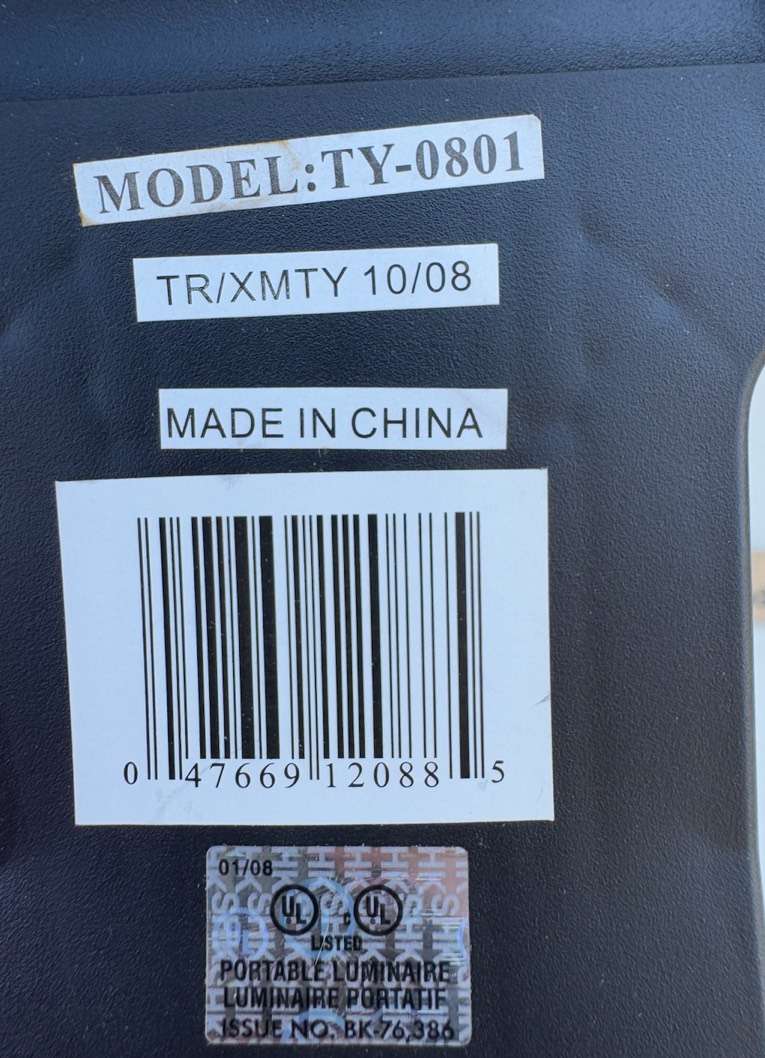 MODEL:TY-0801
TR/XMTY 10/08
MADE IN CHINA
0 47669 12088 5
01/08
UL c UL
LISTED
PORTABLE LUMINAIRE
LUMINAIRE PORTATIF
ISSUE NO. BK-76,386